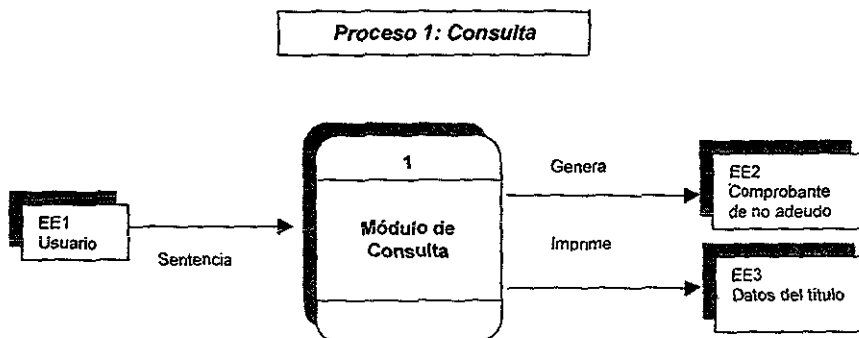 Proceso 1: Consulta
1
Genera
EE2
Comprobante
de no adeudo
EE1
Usuario
Sentencia
Módulo de
Consulta
Imprime
EE3
Datos del título